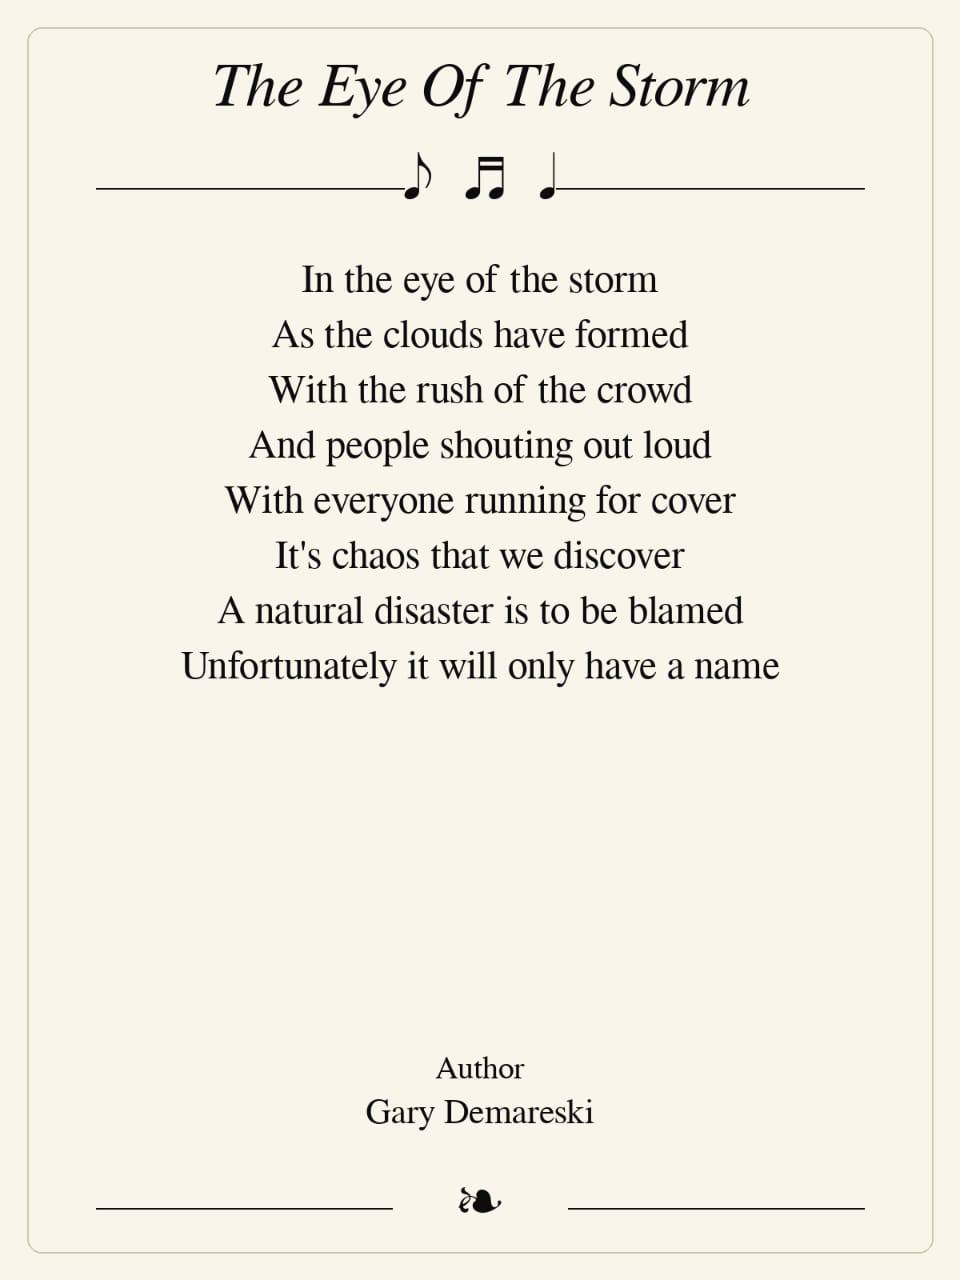 The Eye Of The Storm
In the eye of the storm
As the clouds have formed
With the rush of the crowd
And people shouting out loud
With everyone running for cover
It's chaos that we discover
A natural disaster is to be blamed
Unfortunately it will only have a name
Author
Gary Demareski